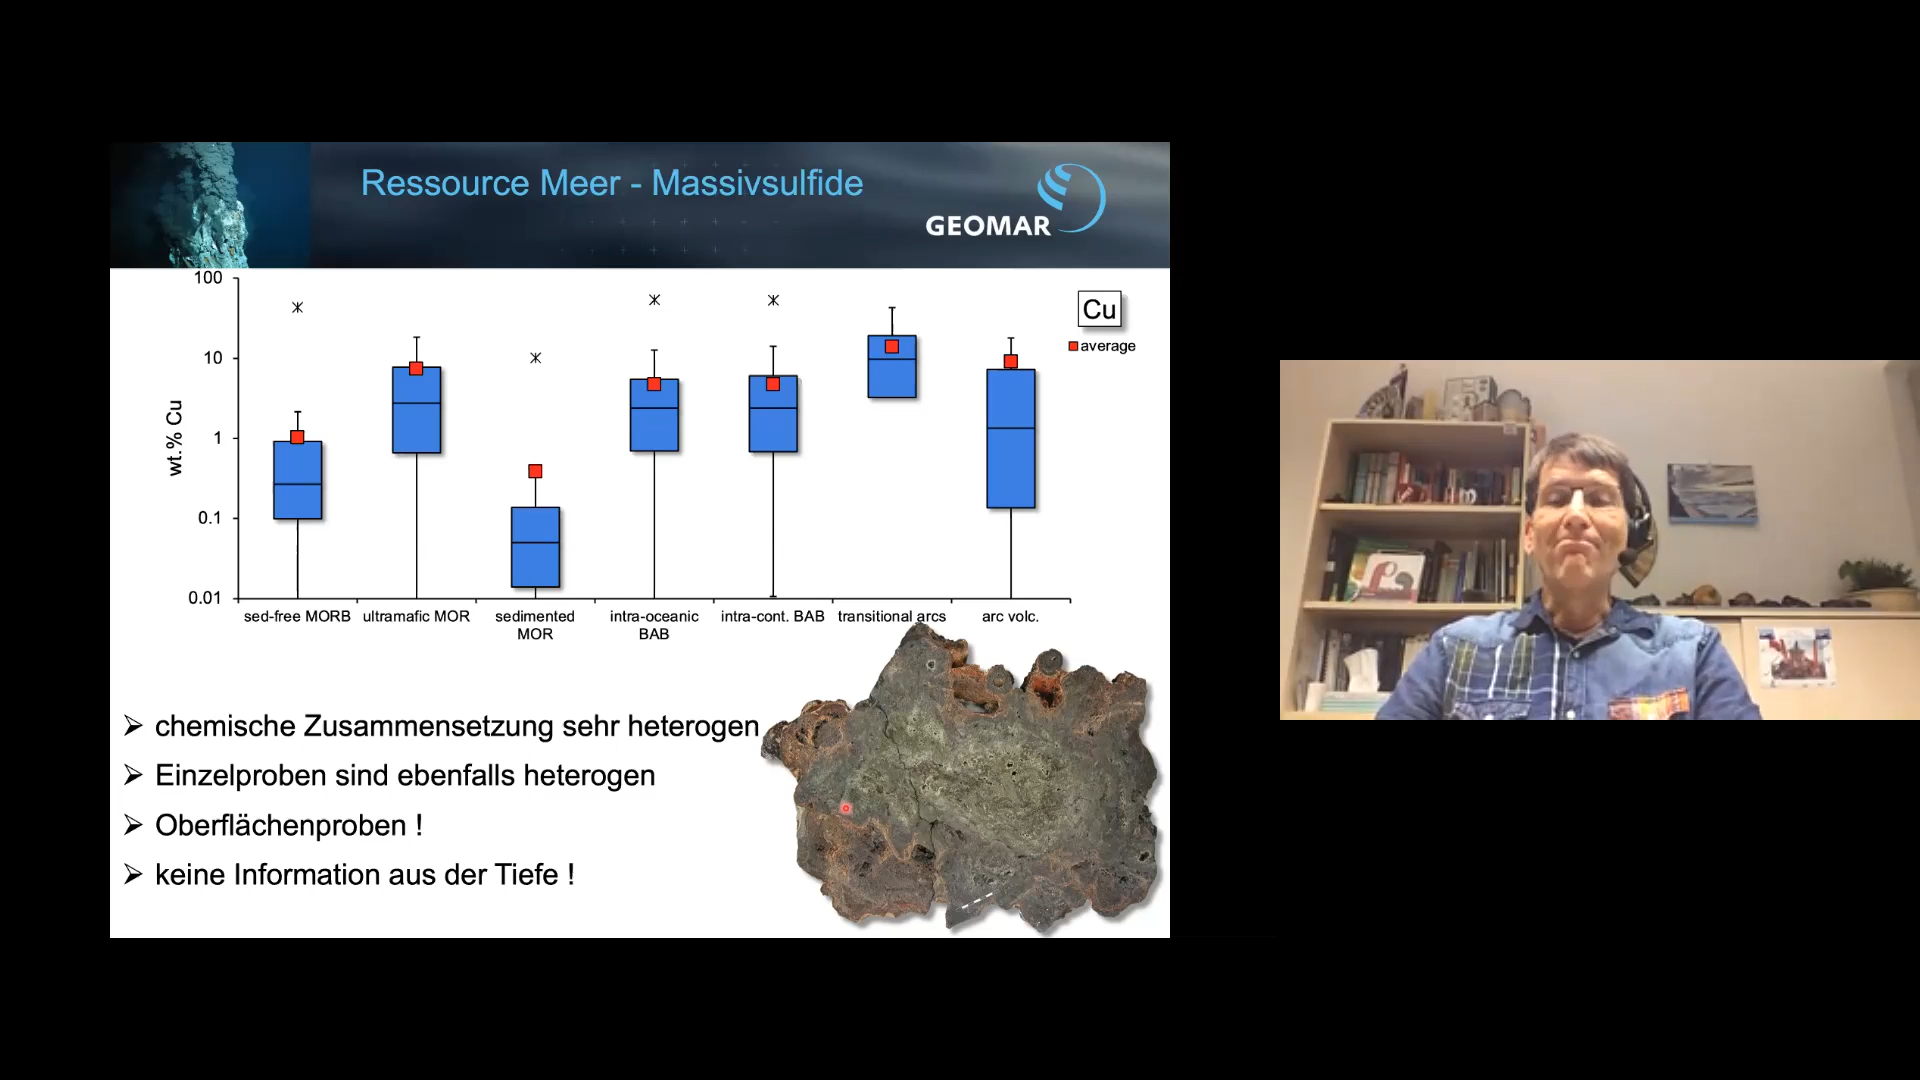 Ressource Meer - Massivsulfide
GEOMAR
100
10
1
0.1
0.01
wt.% Cu
Cu
average
sed-free MORB
ultramafic MOR
sedimented
MOR
intra-oceanic
BAB
intra-cont. BAB
transitional arcs
arc volc.
➢ chemische Zusammensetzung sehr heterogen
➢ Einzelproben sind ebenfalls heterogen
➢ Oberflächenproben !
➢ keine Information aus der Tiefe !